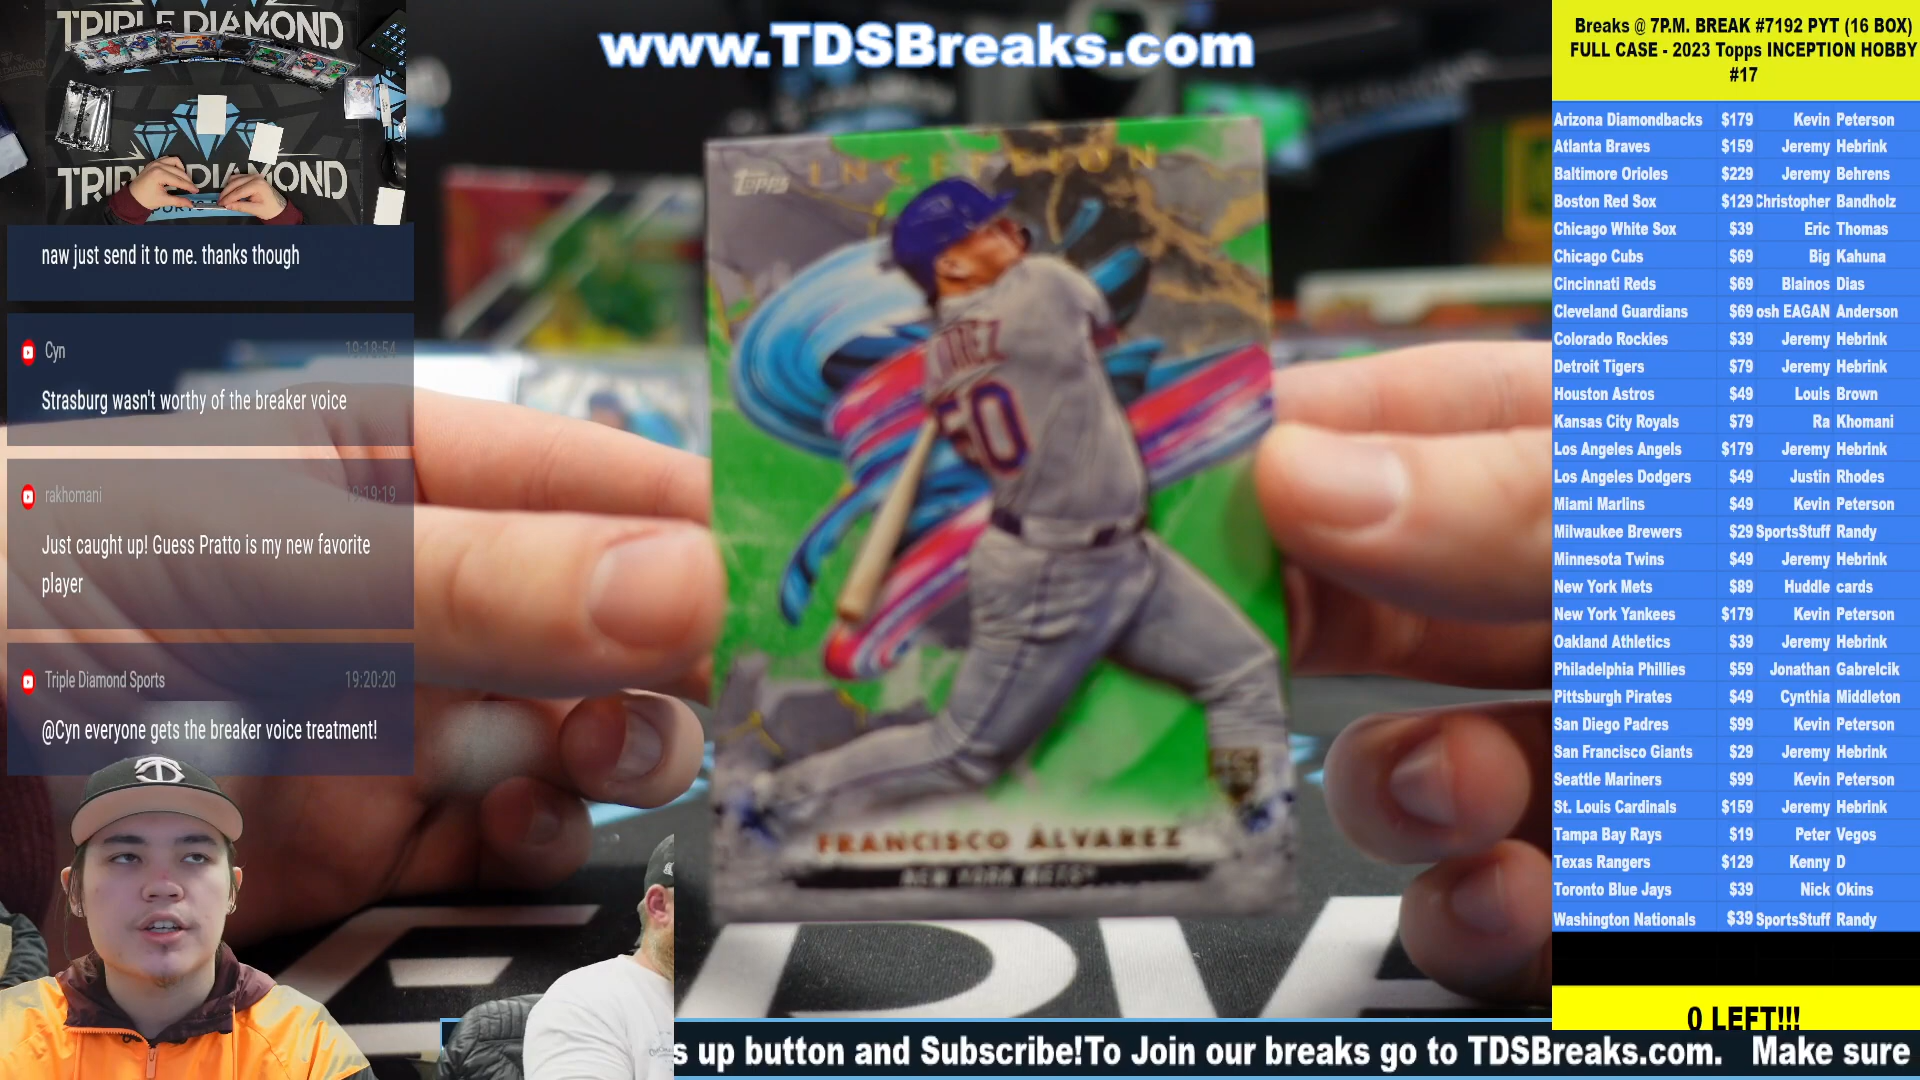 TRIPLE DIAMOND
TRIPLE DIAMOND
naw just send it to me. thanks though
Cyn 19:18:54
Strasburg wasn't worthy of the breaker voice
rakhomani 19:19:19
Just caught up! Guess Pratto is my new favorite
player
Triple Diamond Sports 19:20:20
@Cyn everyone gets the breaker voice treatment!
www.TDSBreaks.com
Topps INCEPTION
50
FRANCISCO ÁLVAREZ
NEW YORK METS
Breaks @ 7P.M. BREAK #7192 PYT (16 BOX)
FULL CASE - 2023 Topps INCEPTION HOBBY
#17
Arizona Diamondbacks $179 Kevin Peterson
Atlanta Braves $159 Jeremy Hebrink
Baltimore Orioles $229 Jeremy Behrens
Boston Red Sox $129 Christopher Bandholz
Chicago White Sox $39 Eric Thomas
Chicago Cubs $69 Big Kahuna
Cincinnati Reds $69 Blainos Dias
Cleveland Guardians $69 osh EAGAN Anderson
Colorado Rockies $39 Jeremy Hebrink
Detroit Tigers $79 Jeremy Hebrink
Houston Astros $49 Louis Brown
Kansas City Royals $79 Ra Khomani
Los Angeles Angels $179 Jeremy Hebrink
Los Angeles Dodgers $49 Justin Rhodes
Miami Marlins $49 Kevin Peterson
Milwaukee Brewers $29 SportsStuff Randy
Minnesota Twins $49 Jeremy Hebrink
New York Mets $89 Huddle cards
New York Yankees $179 Kevin Peterson
Oakland Athletics $39 Jeremy Hebrink
Philadelphia Phillies $59 Jonathan Gabrelcik
Pittsburgh Pirates $49 Cynthia Middleton
San Diego Padres $99 Kevin Peterson
San Francisco Giants $29 Jeremy Hebrink
Seattle Mariners $99 Kevin Peterson
St. Louis Cardinals $159 Jeremy Hebrink
Tampa Bay Rays $19 Peter Vegos
Texas Rangers $129 Kenny D
Toronto Blue Jays $39 Nick Okins
Washington Nationals $39 SportsStuff Randy
0 LEFT!!!
s up button and Subscribe!To Join our breaks go to TDSBreaks.com. Make sure